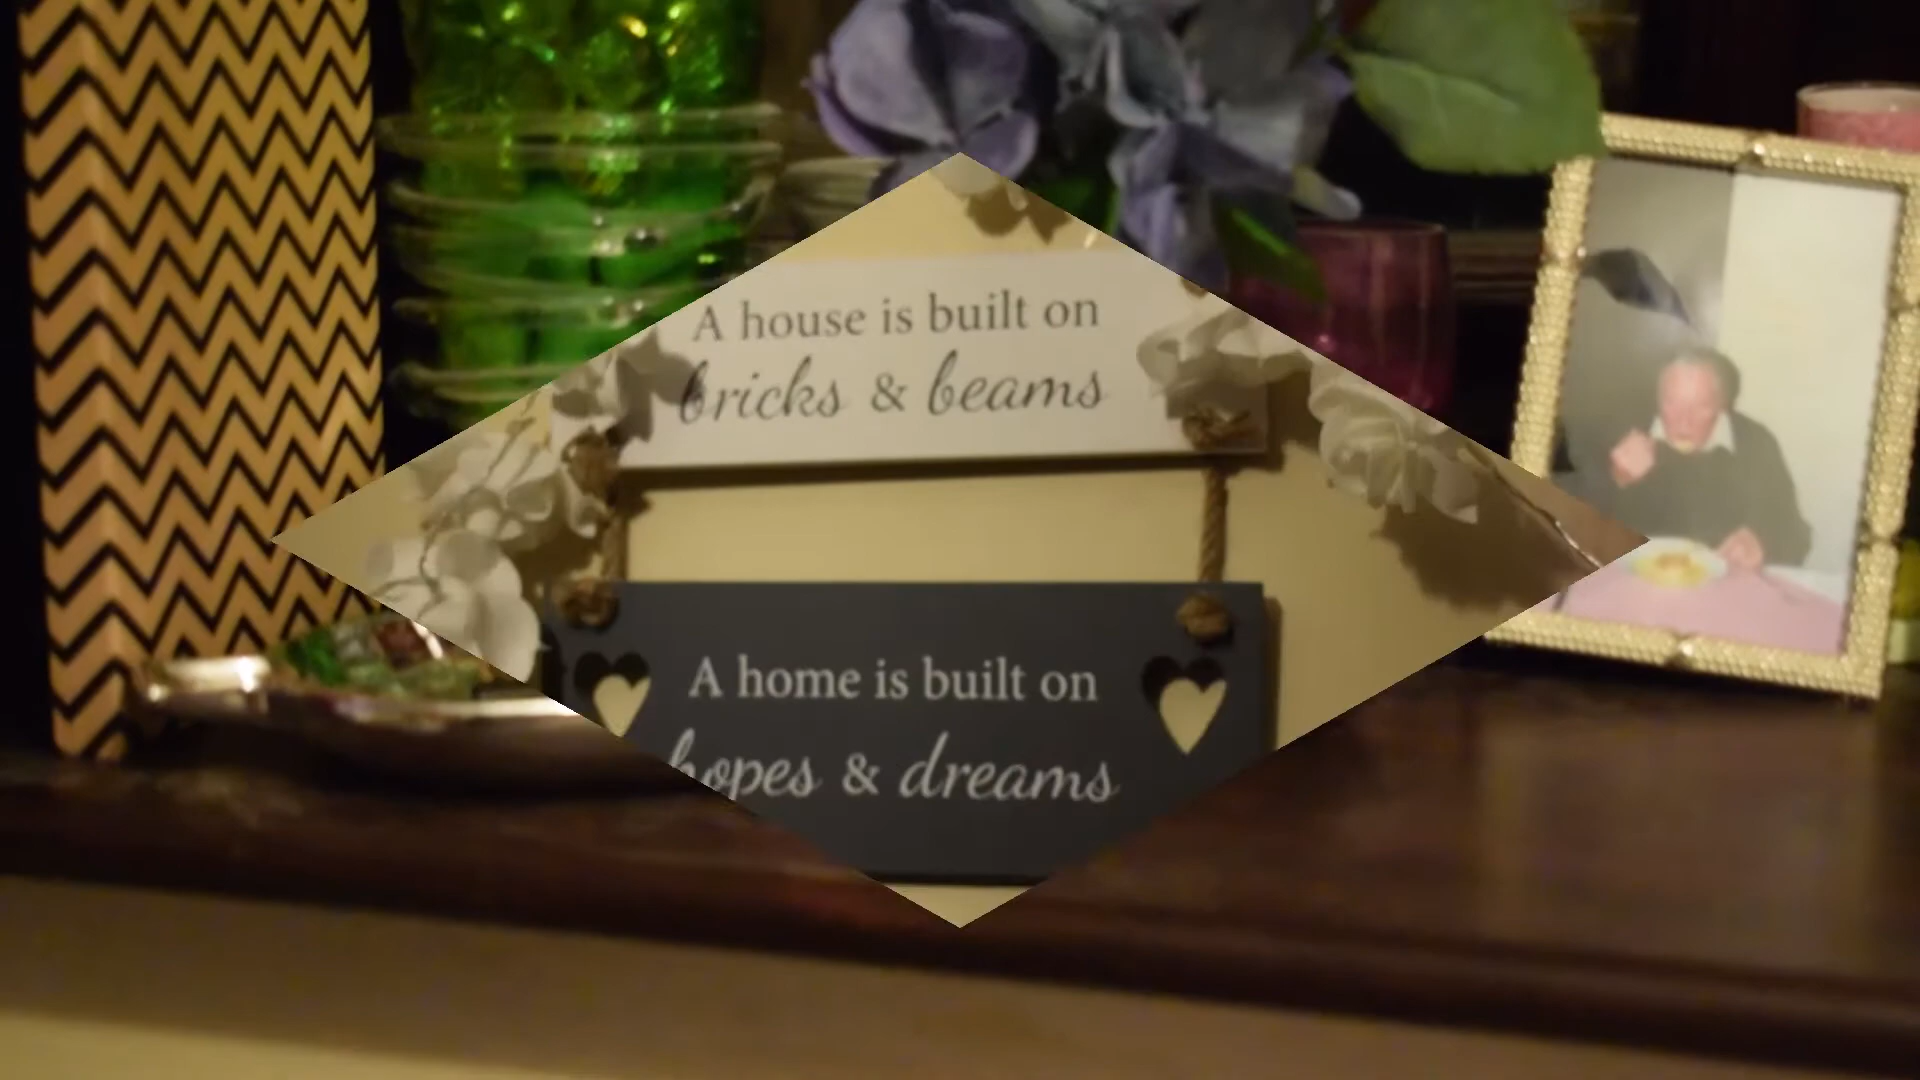 A house is built on
bricks & beams
A home is built on
hopes & dreams